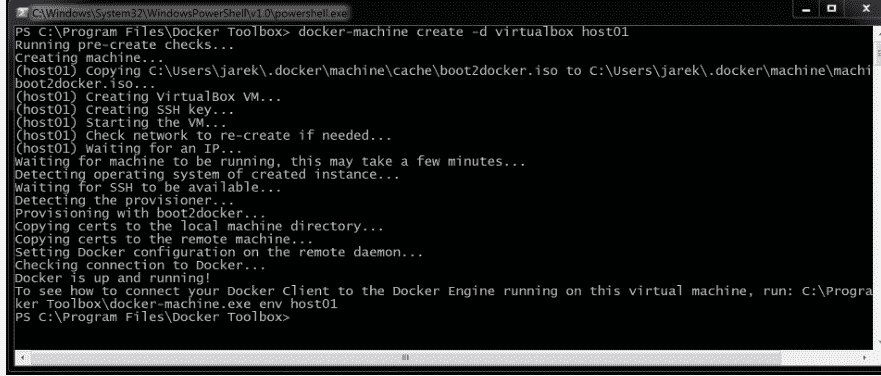 C:\Windows\System32\WindowsPowerShell\v1.0\powershell.exe
PS C:\Program Files\Docker Toolbox> docker-machine create -d virtualbox host01
Running pre-create checks...
Creating machine...
(host01) Copying C:\Users\jarek\.docker\machine\cache\boot2docker.iso to C:\Users\jarek\.docker\machine\machi
boot2docker.iso...
(host01) Creating VirtualBox VM...
(host01) Creating SSH key...
(host01) Starting the VM...
(host01) Check network to re-create if needed...
(host01) Waiting for an IP...
Waiting for machine to be running, this may take a few minutes...
Detecting operating system of created instance...
Waiting for SSH to be available...
Detecting the provisioner...
Provisioning with boot2docker...
Copying certs to the local machine directory...
Copying certs to the remote machine...
Setting Docker configuration on the remote daemon...
Checking connection to Docker...
Docker is up and running!
To see how to connect your Docker Client to the Docker Engine running on this virtual machine, run: C:\Progra
ker Toolbox\docker-machine.exe env host01
PS C:\Program Files\Docker Toolbox>